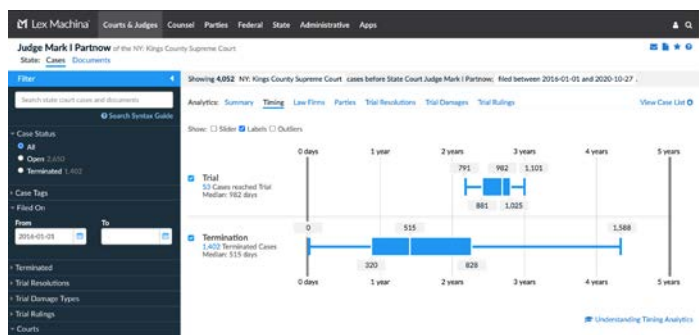 Lex Machina Courts & Judges Counsel Parties Federal State Administrative Apps
Judge Mark I Partnow of the NY: Kings County Supreme Court
State: Cases Documents
Filter
Showing 4,052 NY: Kings County Supreme Court cases before State Court Judge Mark I Partnow; filed between 2016-01-01 and 2020-10-27 .
Search state court cases and documents
Search Syntax Guide
Analytics: Summary Timing Law Firms Parties Trial Resolutions Trial Damages Trial Rulings View Case List
Case Status
All
Open 2,650
Terminated 1,402
Show: Slider Labels Outliers
0 days 1 year 2 years 3 years 4 years 5 years
791 982 1,101
Trial
53 Cases reached Trial
Median: 982 days
881 1,025
Case Tags
Filed On
From To
2016-01-01
0 515 1,588
Termination
1,402 Terminated Cases
Median: 515 days
320 828
Terminated
Trial Resolutions
Trial Damage Types
Trial Rulings
Courts
0 days 1 year 2 years 3 years 4 years 5 years
Understanding Timing Analytics